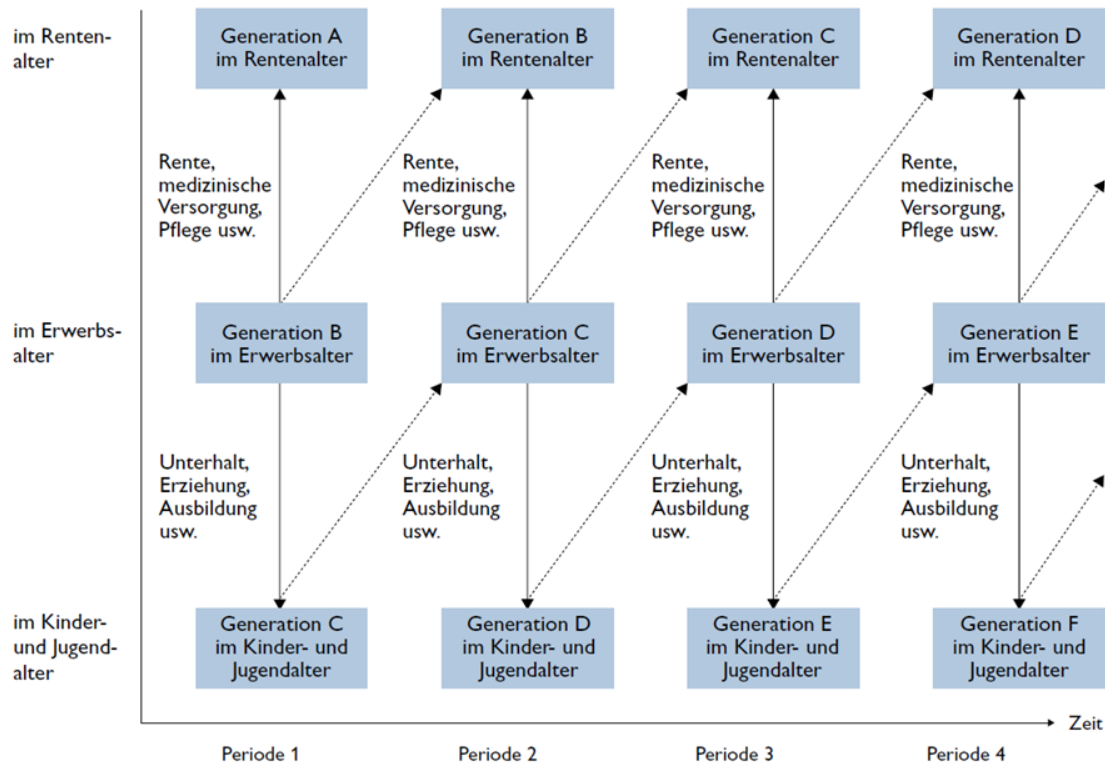 im Renten-
alter
Generation A
im Rentenalter
Generation B
im Rentenalter
Generation C
im Rentenalter
Generation D
im Rentenalter
Rente,
medizinische
Versorgung,
Pflege usw.
Rente,
medizinische
Versorgung,
Pflege usw.
Rente,
medizinische
Versorgung,
Pflege usw.
Rente,
medizinische
Versorgung,
Pflege usw.
im Erwerbs-
alter
Generation B
im Erwerbsalter
Generation C
im Erwerbsalter
Generation D
im Erwerbsalter
Generation E
im Erwerbsalter
Unterhalt,
Erziehung,
Ausbildung
usw.
Unterhalt,
Erziehung,
Ausbildung
usw.
Unterhalt,
Erziehung,
Ausbildung
usw.
Unterhalt,
Erziehung,
Ausbildung
usw.
im Kinder-
und Jugend-
alter
Generation C
im Kinder- und
Jugendalter
Generation D
im Kinder- und
Jugendalter
Generation E
im Kinder- und
Jugendalter
Generation F
im Kinder- und
Jugendalter
Zeit
Periode 1
Periode 2
Periode 3
Periode 4